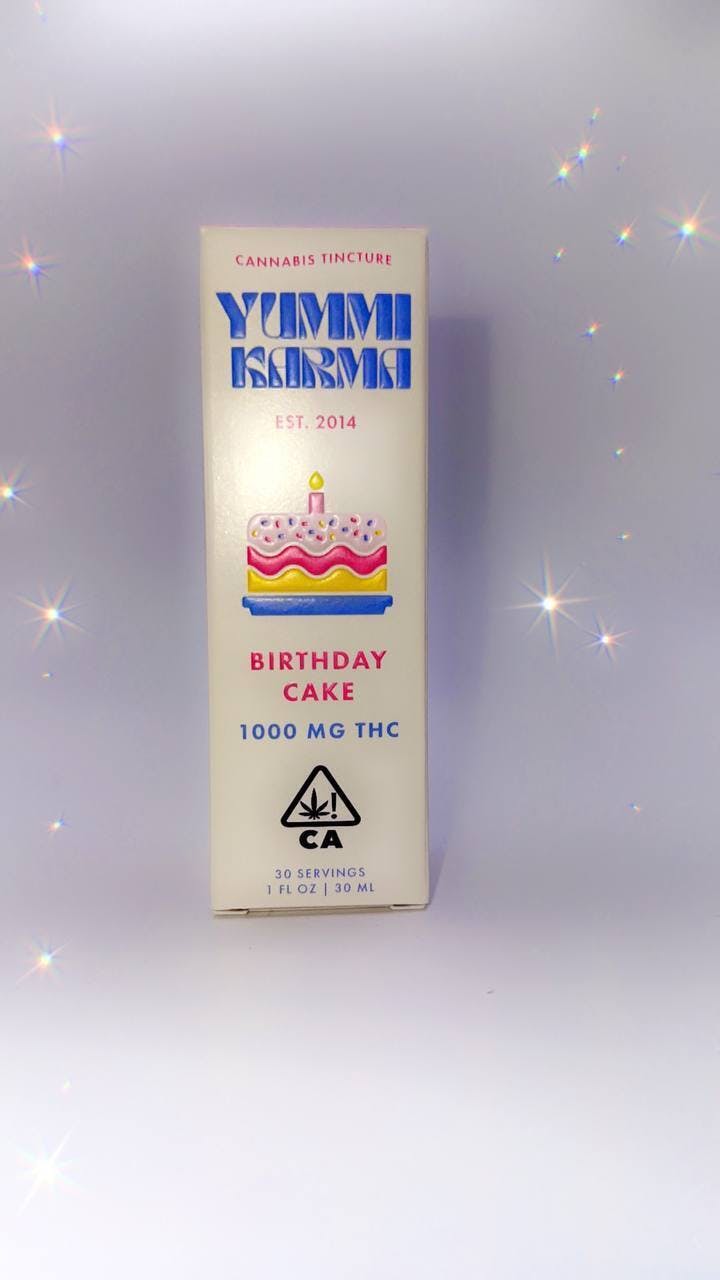 CANNABIS TINCTURE
YUMMI
KARMA
EST. 2014
BIRTHDAY
CAKE
1000 MG THC
!
CA
30 SERVINGS
1 FL OZ | 30 ML